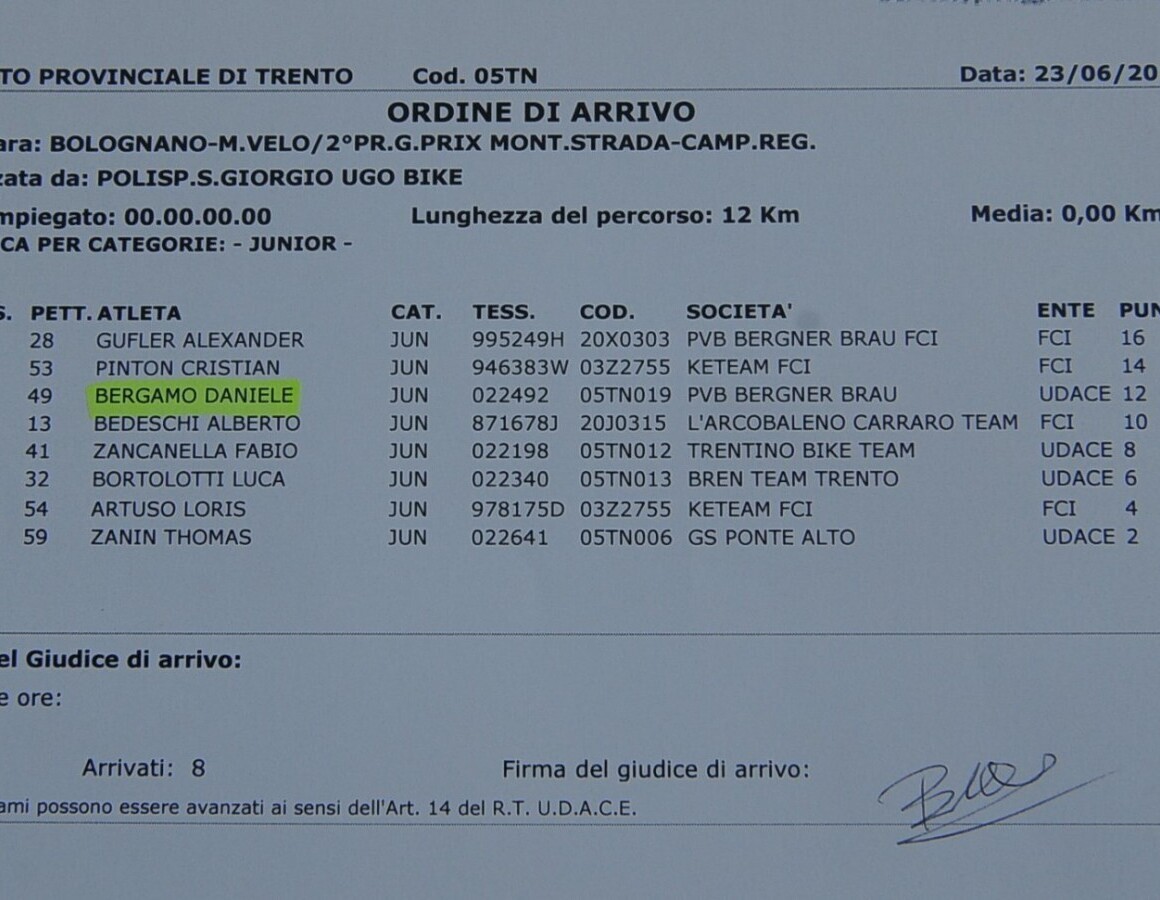 TO PROVINCIALE DI TRENTO Cod. 05TN Data: 23/06/20
ORDINE DI ARRIVO
ara: BOLOGNANO-M.VELO/2°PR.G.PRIX MONT.STRADA-CAMP.REG.
zata da: POLISP.S.GIORGIO UGO BIKE
mpiegato: 00.00.00.00 Lunghezza del percorso: 12 Km Media: 0,00 Km
CA PER CATEGORIE: - JUNIOR -
S. PETT. ATLETA CAT. TESS. COD. SOCIETA' ENTE PUN
28 GUFLER ALEXANDER JUN 995249H 20X0303 PVB BERGNER BRAU FCI FCI 16
53 PINTON CRISTIAN JUN 946383W 03Z2755 KETEAM FCI FCI 14
49 BERGAMO DANIELE JUN 022492 05TN019 PVB BERGNER BRAU UDACE 12
13 BEDESCHI ALBERTO JUN 871678J 20J0315 L'ARCOBALENO CARRARO TEAM FCI 10
41 ZANCANELLA FABIO JUN 022198 05TN012 TRENTINO BIKE TEAM UDACE 8
32 BORTOLOTTI LUCA JUN 022340 05TN013 BREN TEAM TRENTO UDACE 6
54 ARTUSO LORIS JUN 978175D 03Z2755 KETEAM FCI FCI 4
59 ZANIN THOMAS JUN 022641 05TN006 GS PONTE ALTO UDACE 2
el Giudice di arrivo:
e ore:
Arrivati: 8 Firma del giudice di arrivo:
ami possono essere avanzati ai sensi dell'Art. 14 del R.T. U.D.A.C.E.